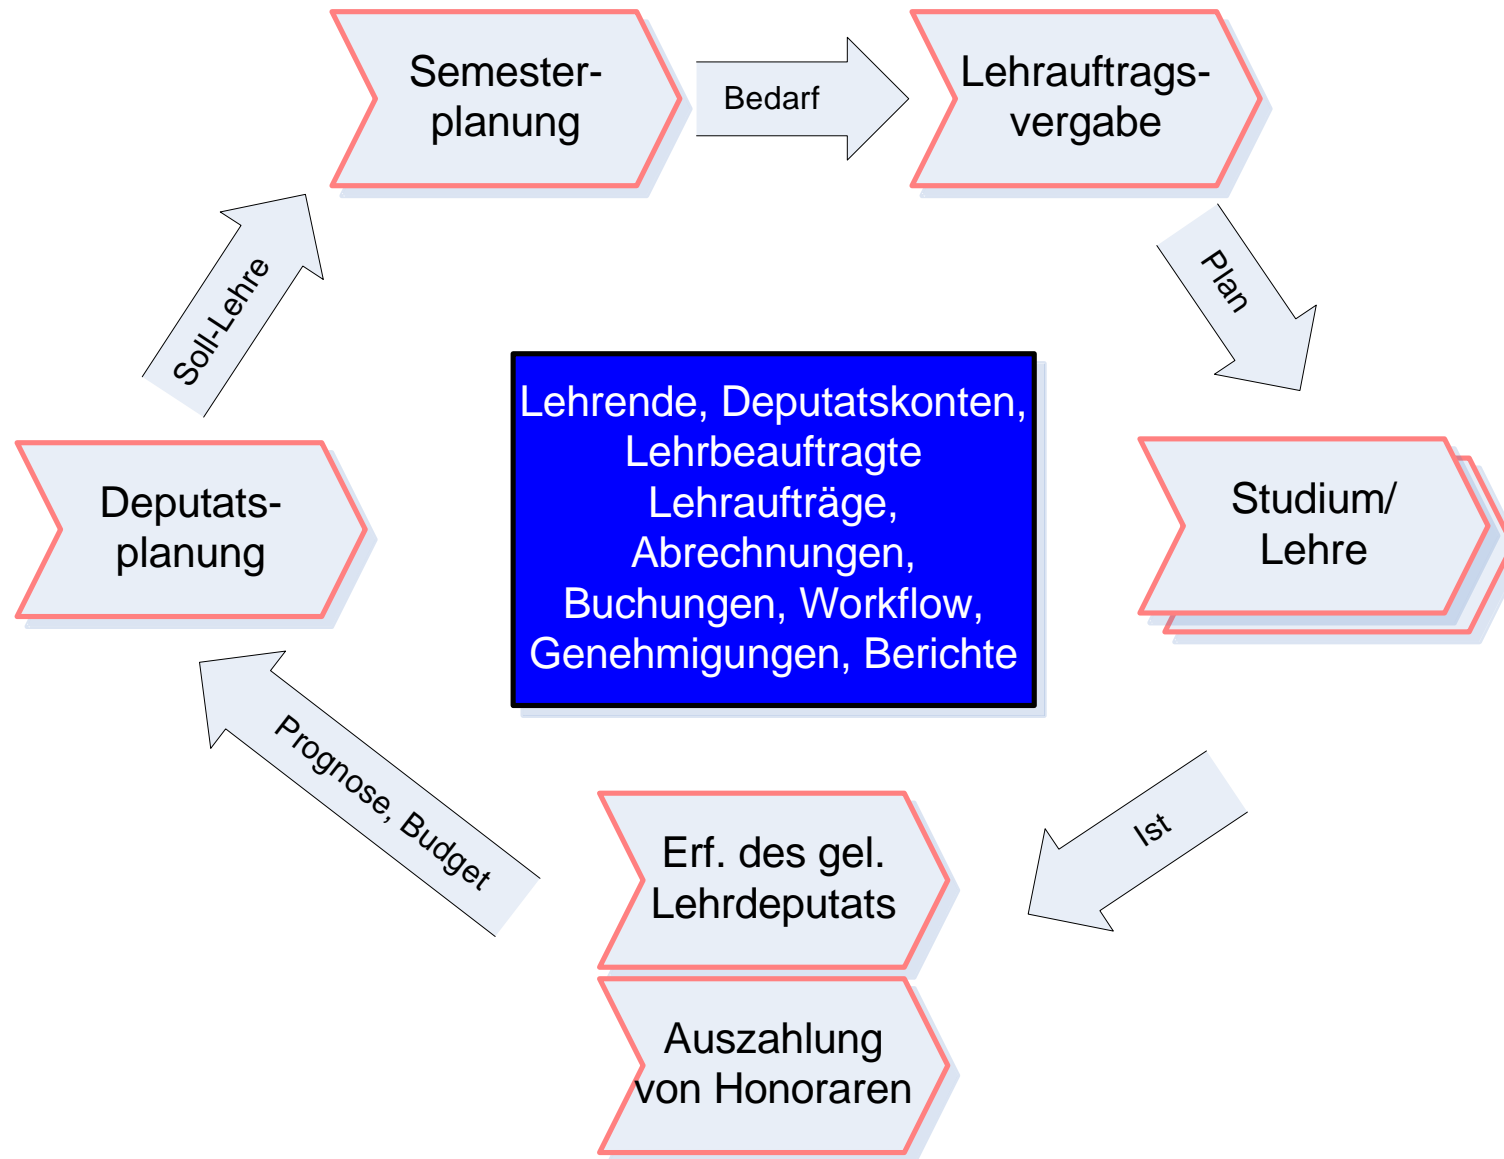 Semester-
planung
Bedarf
Lehrauftrags-
vergabe
Soll-Lehre
Plan
Lehrende, Deputatskonten,
Lehrbeauftragte
Lehraufträge,
Abrechnungen,
Buchungen, Workflow,
Genehmigungen, Berichte
Deputats-
planung
Studium/
Lehre
Prognose, Budget
Ist
Erf. des gel.
Lehrdeputats
Auszahlung
von Honoraren